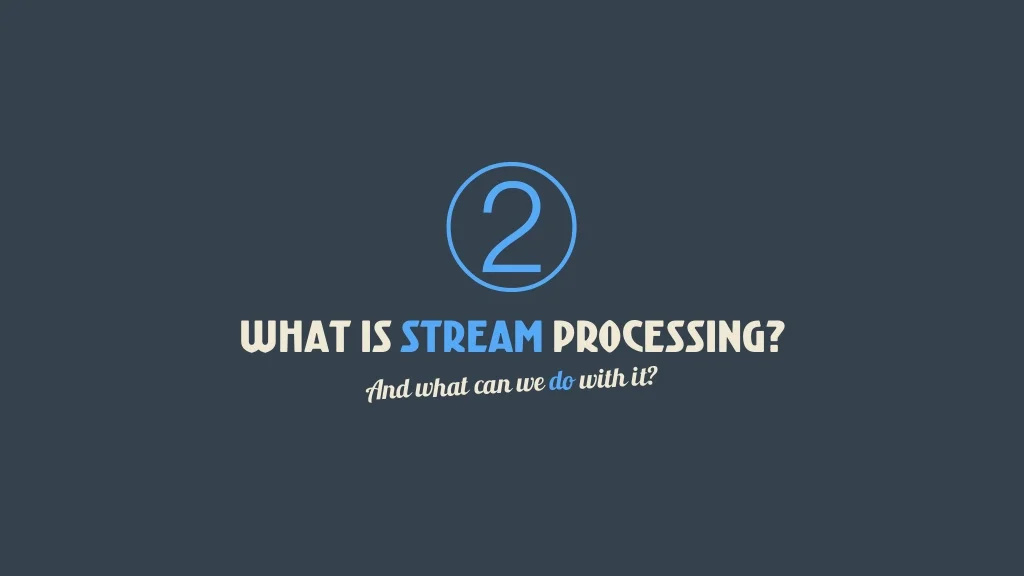 2
WHAT IS STREAM PROCESSING?
And what can we do with it?